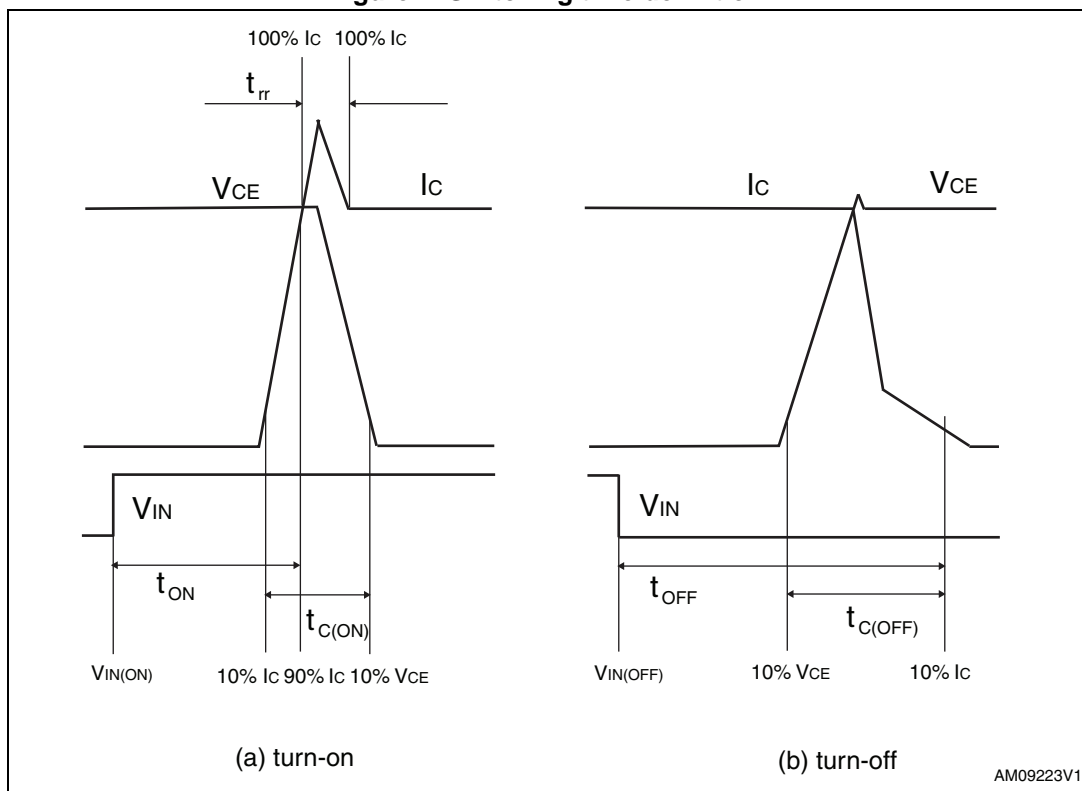 100% IC 100% IC
trr
VCE IC
IC VCE
VIN
tON
tC(ON)
VIN(ON) 10% IC 90% IC 10% VCE
(a) turn-on
VIN
tOFF
tC(OFF)
VIN(OFF) 10% VCE 10% IC
(b) turn-off
AM09223V1